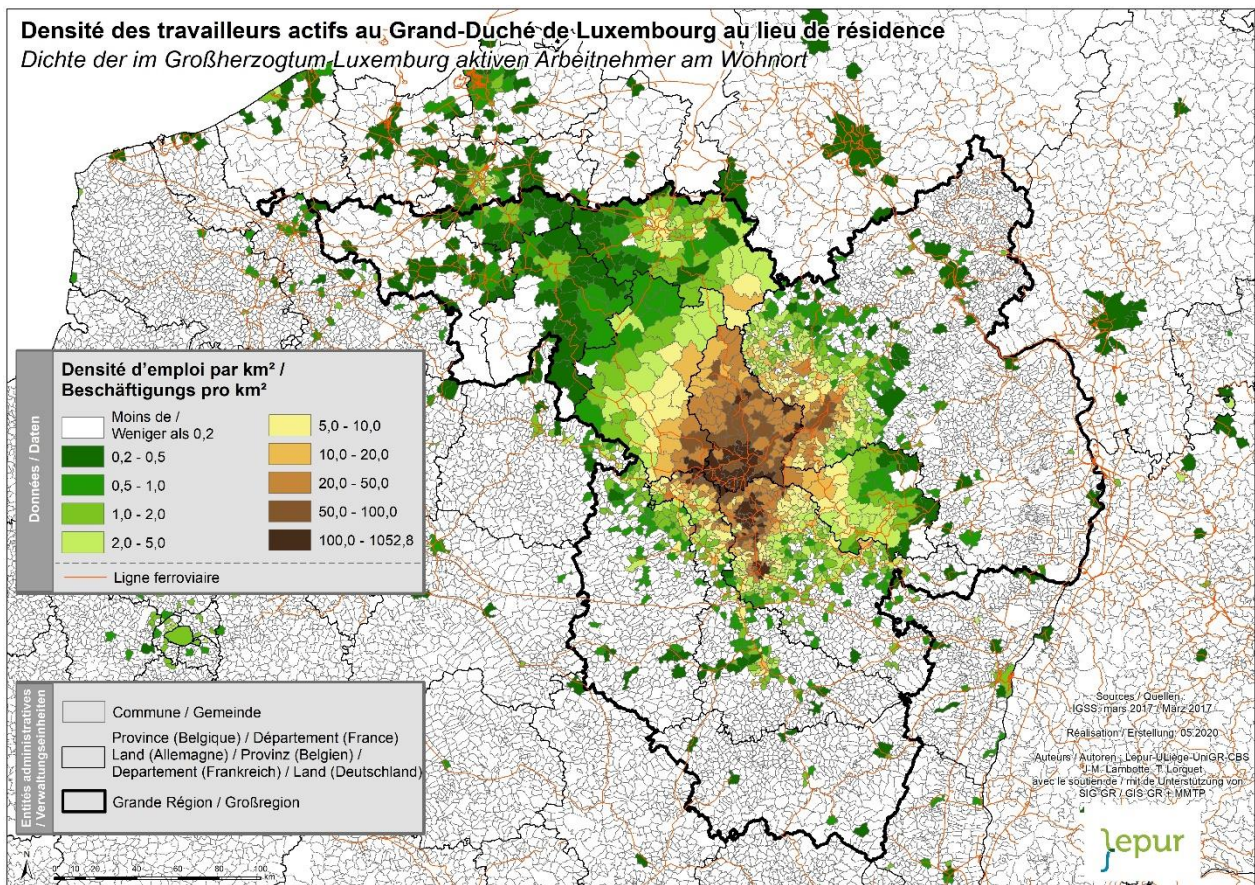 Densité des travailleurs actifs au Grand-Duché de Luxembourg au lieu de résidence
Dichte der im Großherzogtum Luxemburg aktiven Arbeitnehmer am Wohnort
Données / Daten
Densité d'emploi par km² /
Beschäftigungs pro km²
Moins de /
Weniger als 0,2
0,2 - 0,5
0,5 - 1,0
1,0 - 2,0
2,0 - 5,0
5,0 - 10,0
10,0 - 20,0
20,0 - 50,0
50,0 - 100,0
100,0 - 1052,8
Ligne ferroviaire
Entités administratives
/ Verwaltungseinheiten
Commune / Gemeinde
Province (Belgique) / Département (France)
Land (Allemagne) / Provinz (Belgien) /
Departement (Frankreich) / Land (Deutschland)
Grande Région / Großregion
N
0 20 40 60 80 100
km
Sources / Quellen
IGSS, mars 2017 / März 2017
Réalisation / Erstellung, 05.2020
Auteurs / Autoren : Lepur-ULiège-UniGR-CBS
J-M. Lambotte, T. Lorquet
avec le soutien de / mit de Unterstützung von
SIG-GR / GIS-GR + MMTP
lepur